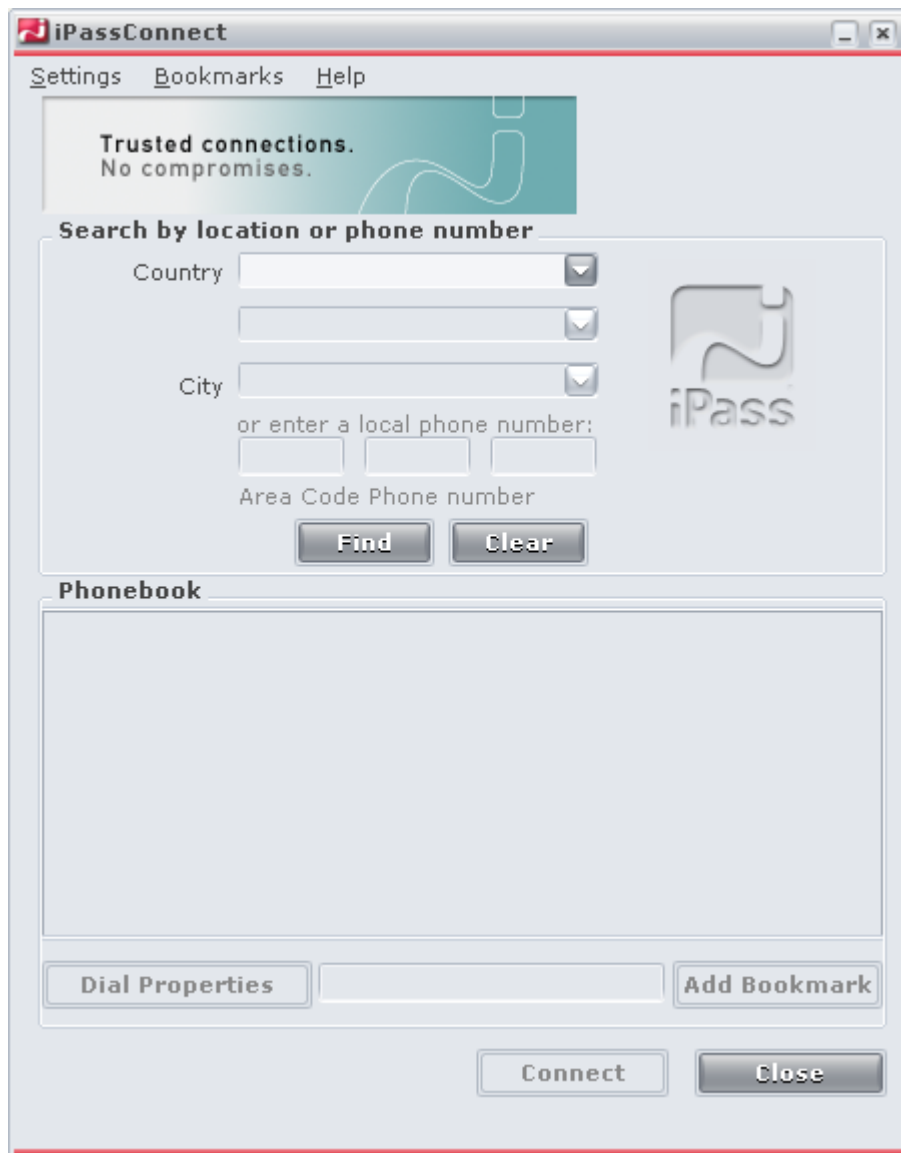 iPassConnect
Settings Bookmarks Help
Trusted connections.
No compromises.
Search by location or phone number
Country
City
iPass
or enter a local phone number:
Area Code Phone number
Find Clear
Phonebook
Dial Properties Add Bookmark
Connect Close